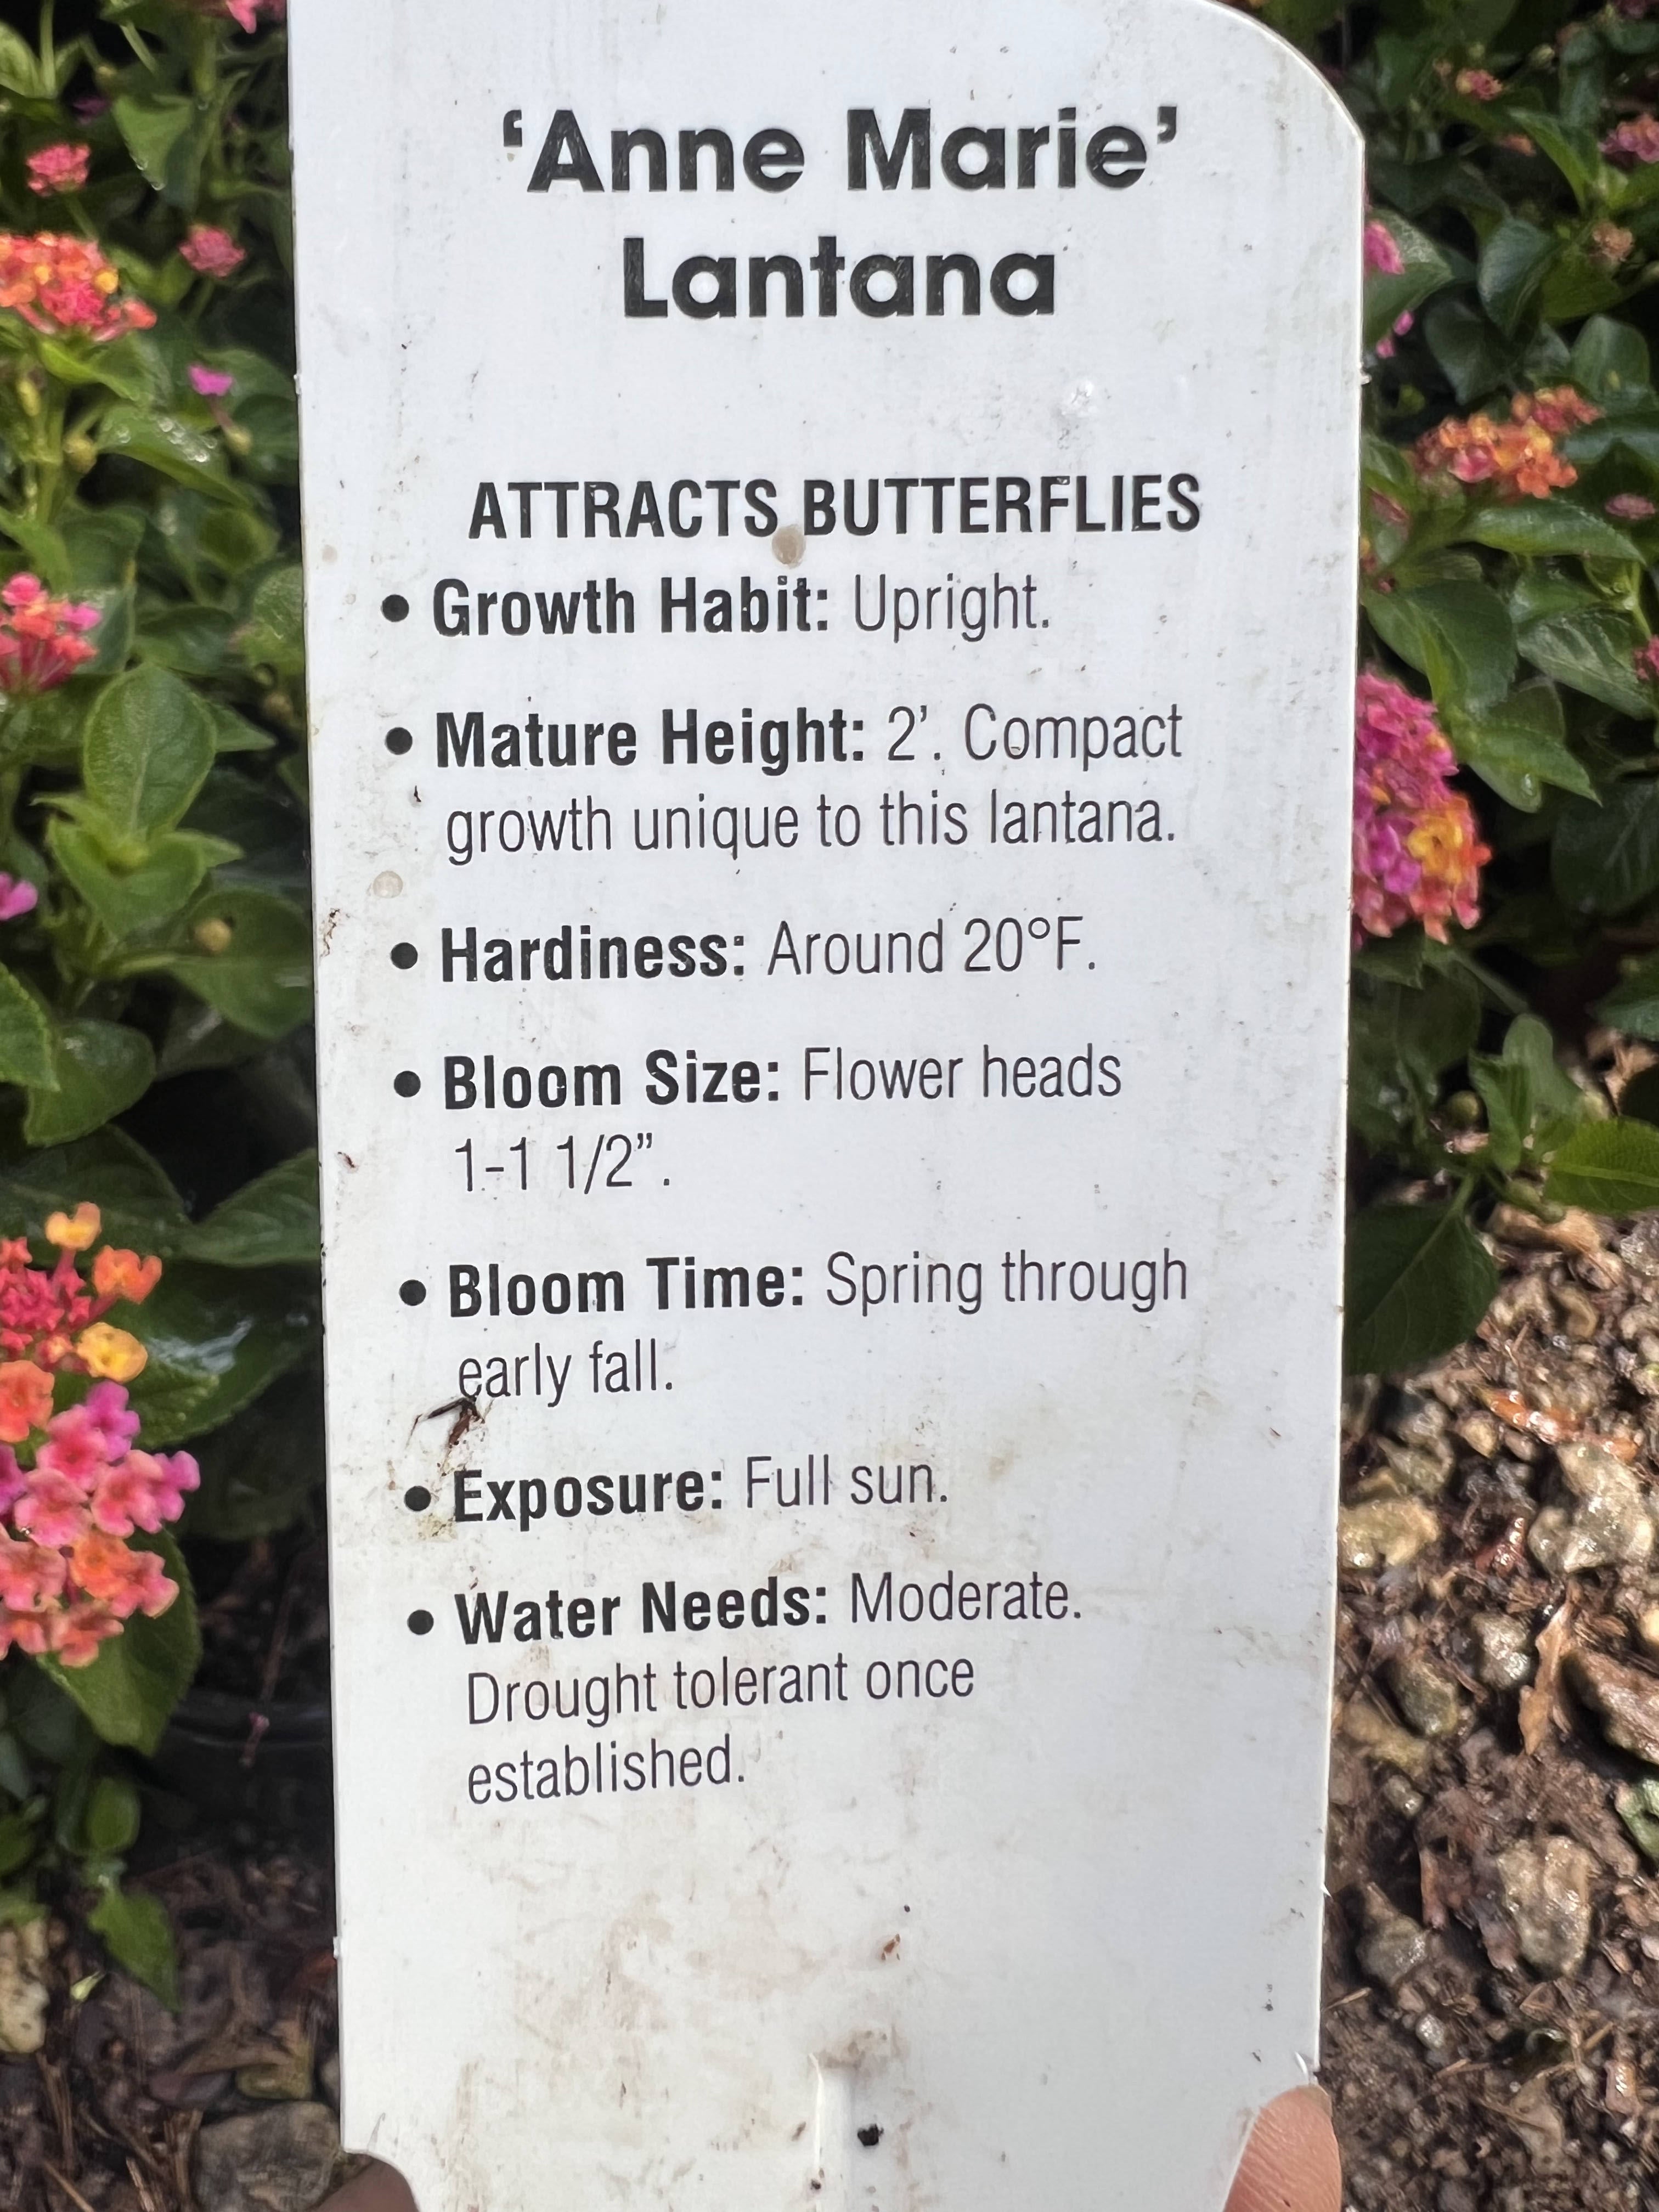 ‘Anne Marie’
Lantana
ATTRACTS BUTTERFLIES
• Growth Habit: Upright.
• Mature Height: 2’. Compact
growth unique to this lantana.
• Hardiness: Around 20°F.
• Bloom Size: Flower heads
1-1 1/2”.
• Bloom Time: Spring through
early fall.
• Exposure: Full sun.
• Water Needs: Moderate.
Drought tolerant once
established.